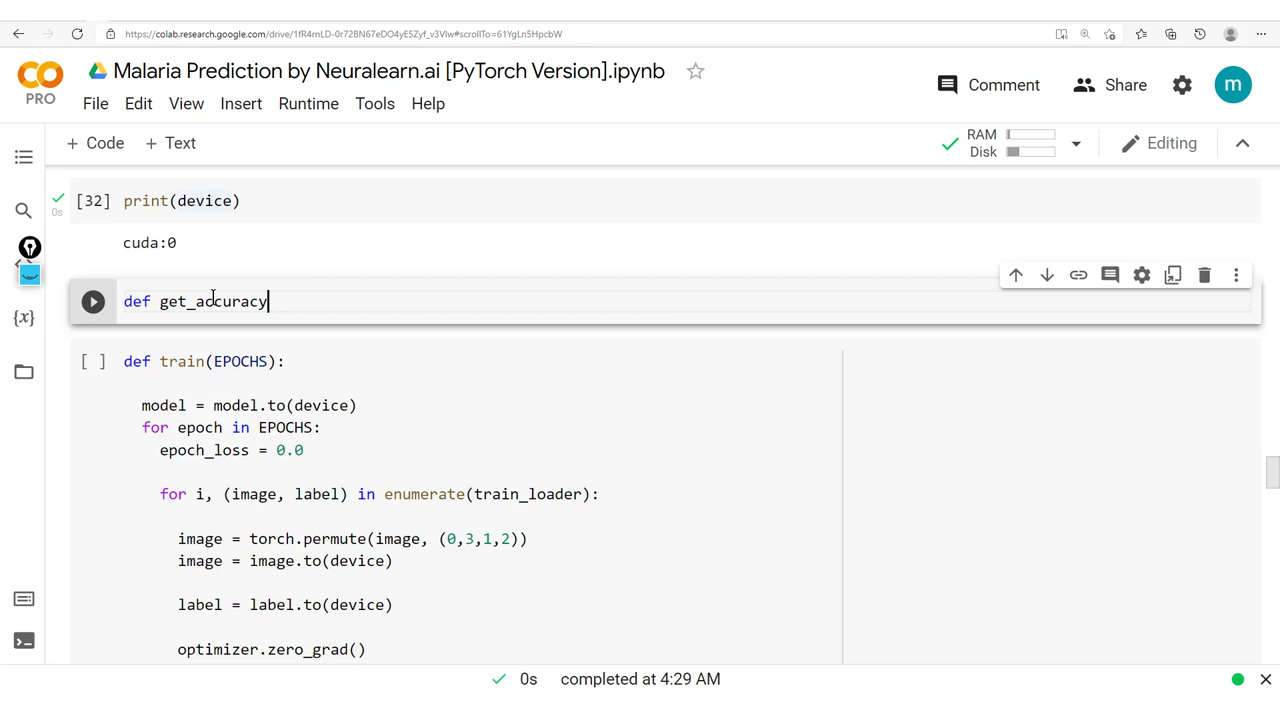 https://colab.research.google.com/drive/1fR4rnLD-0r72BN67eDO4yE5Zyf_v3Vlw#scrollTo=61YgLn5HpcbW
CO PRO
Malaria Prediction by Neuralearn.ai [PyTorch Version].ipynb
Comment
Share
m
File Edit View Insert Runtime Tools Help
+ Code + Text
RAM
Disk
Editing
[32] print(device)
0s
cuda:0
def get_accuracy
[ ] def train(EPOCHS):
model = model.to(device)
for epoch in EPOCHS:
epoch_loss = 0.0
for i, (image, label) in enumerate(train_loader):
image = torch.permute(image, (0,3,1,2))
image = image.to(device)
label = label.to(device)
optimizer.zero_grad()
{x}
0s completed at 4:29 AM